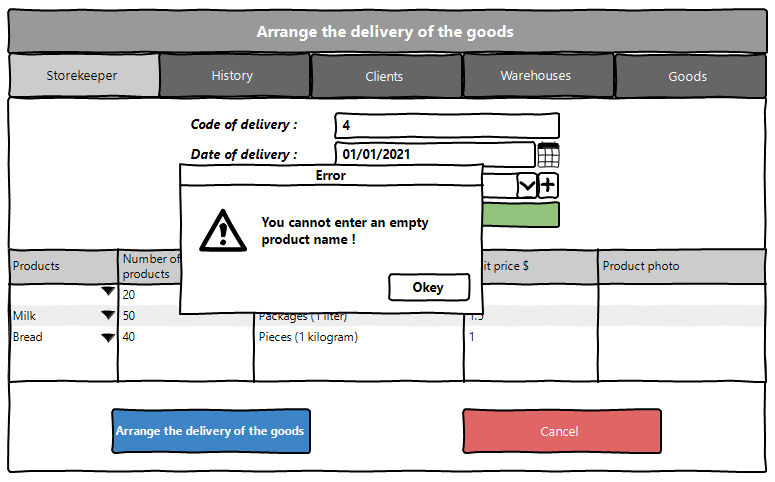 Arrange the delivery of the goods
Storekeeper History Clients Warehouses Goods
Code of delivery : 4
Date of delivery : 01/01/2021
Error
You cannot enter an empty
product name !
Okey
Products Number of products it price $ Product photo
20
Milk 50 Packages (1 liter) 1.5
Bread 40 Pieces (1 kilogram) 1
Arrange the delivery of the goods Cancel